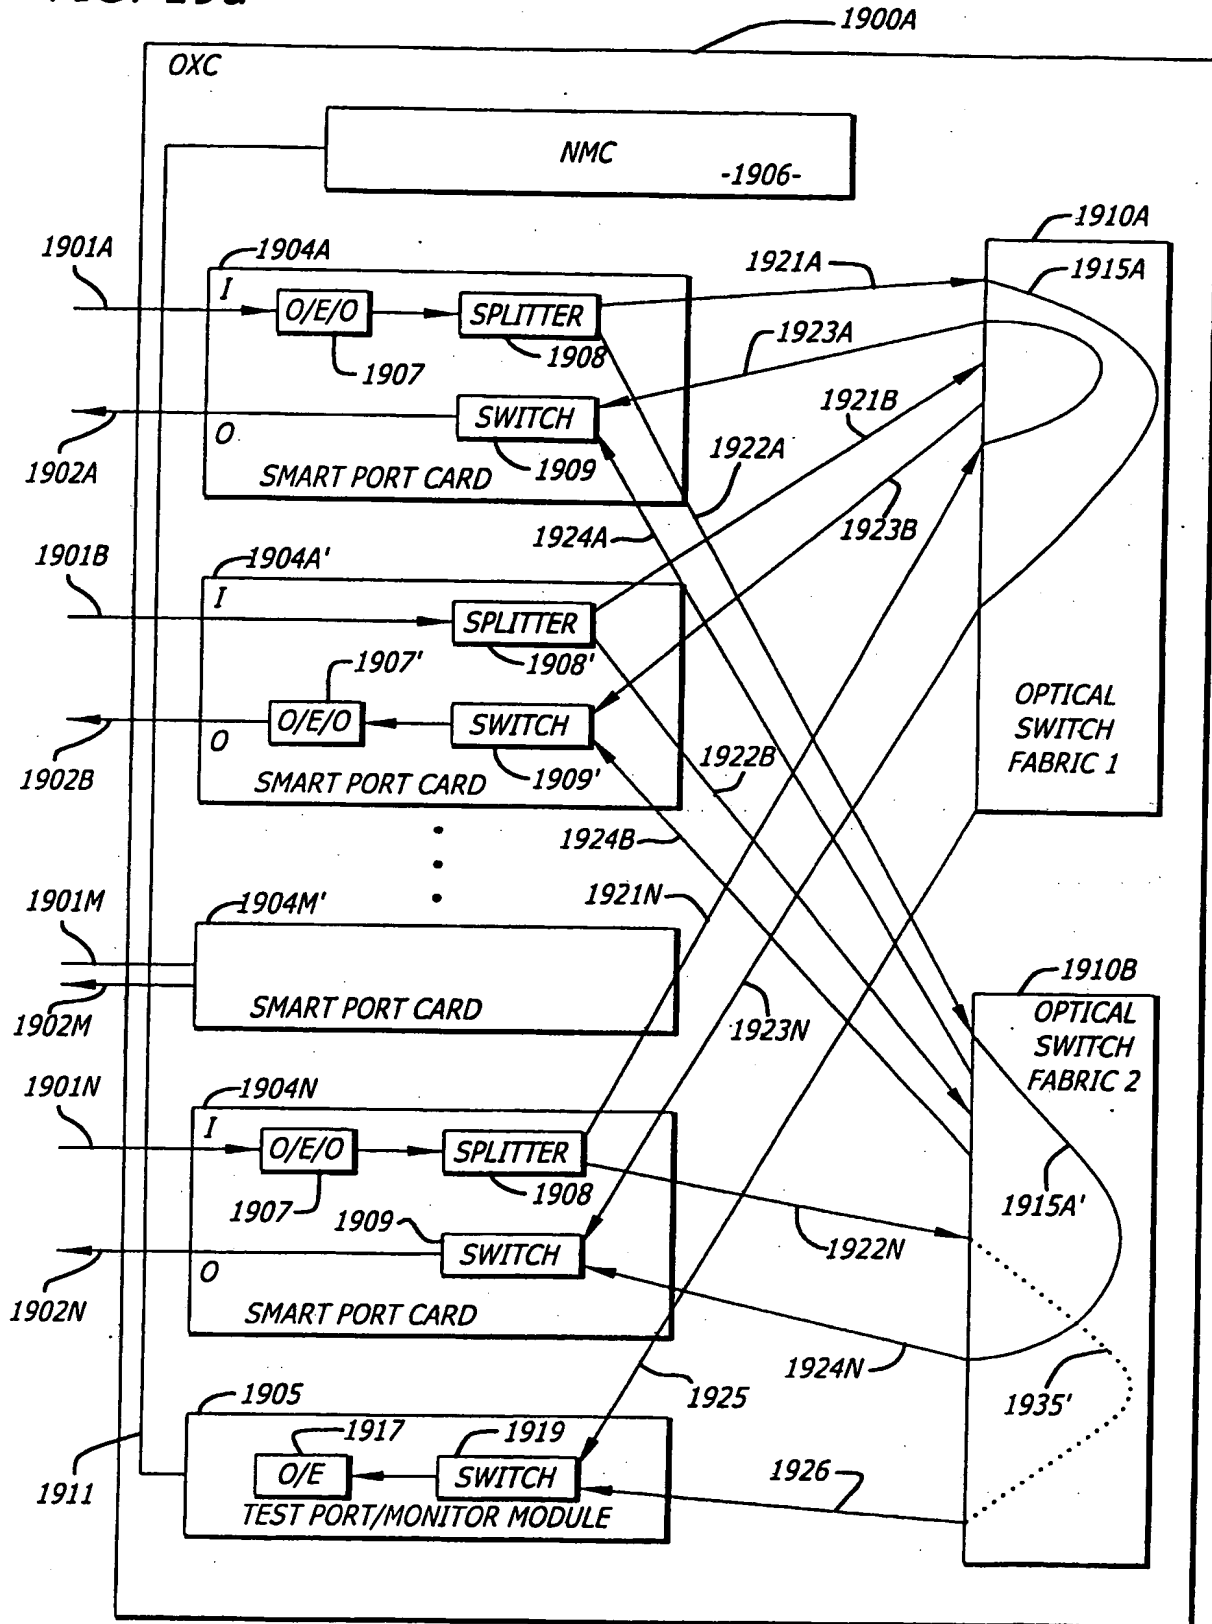 1900A
OXC
NMC
-1906-
1910A
1901A
1904A
1921A
1915A
I
O/E/O
SPLITTER
1923A
1908
1907
1921B
SWITCH
1922A
O
1909
1902A
SMART PORT CARD
1924A
1923B
1901B
1904A'
I
SPLITTER
1907'
1908'
OPTICAL
SWITCH
FABRIC 1
O/E/O
SWITCH
O
1922B
1902B
1909'
SMART PORT CARD
1924B
1901M
1904M'
1921N
1910B
SMART PORT CARD
1902M
1923N
OPTICAL
SWITCH
FABRIC 2
1901N
1904N
I
O/E/O
SPLITTER
1908
1907
1909
1915A'
1922N
SWITCH
O
1902N
SMART PORT CARD
1924N
1925
1905
1935'
1917
1919
O/E
SWITCH
1926
1911
TEST PORT/MONITOR MODULE